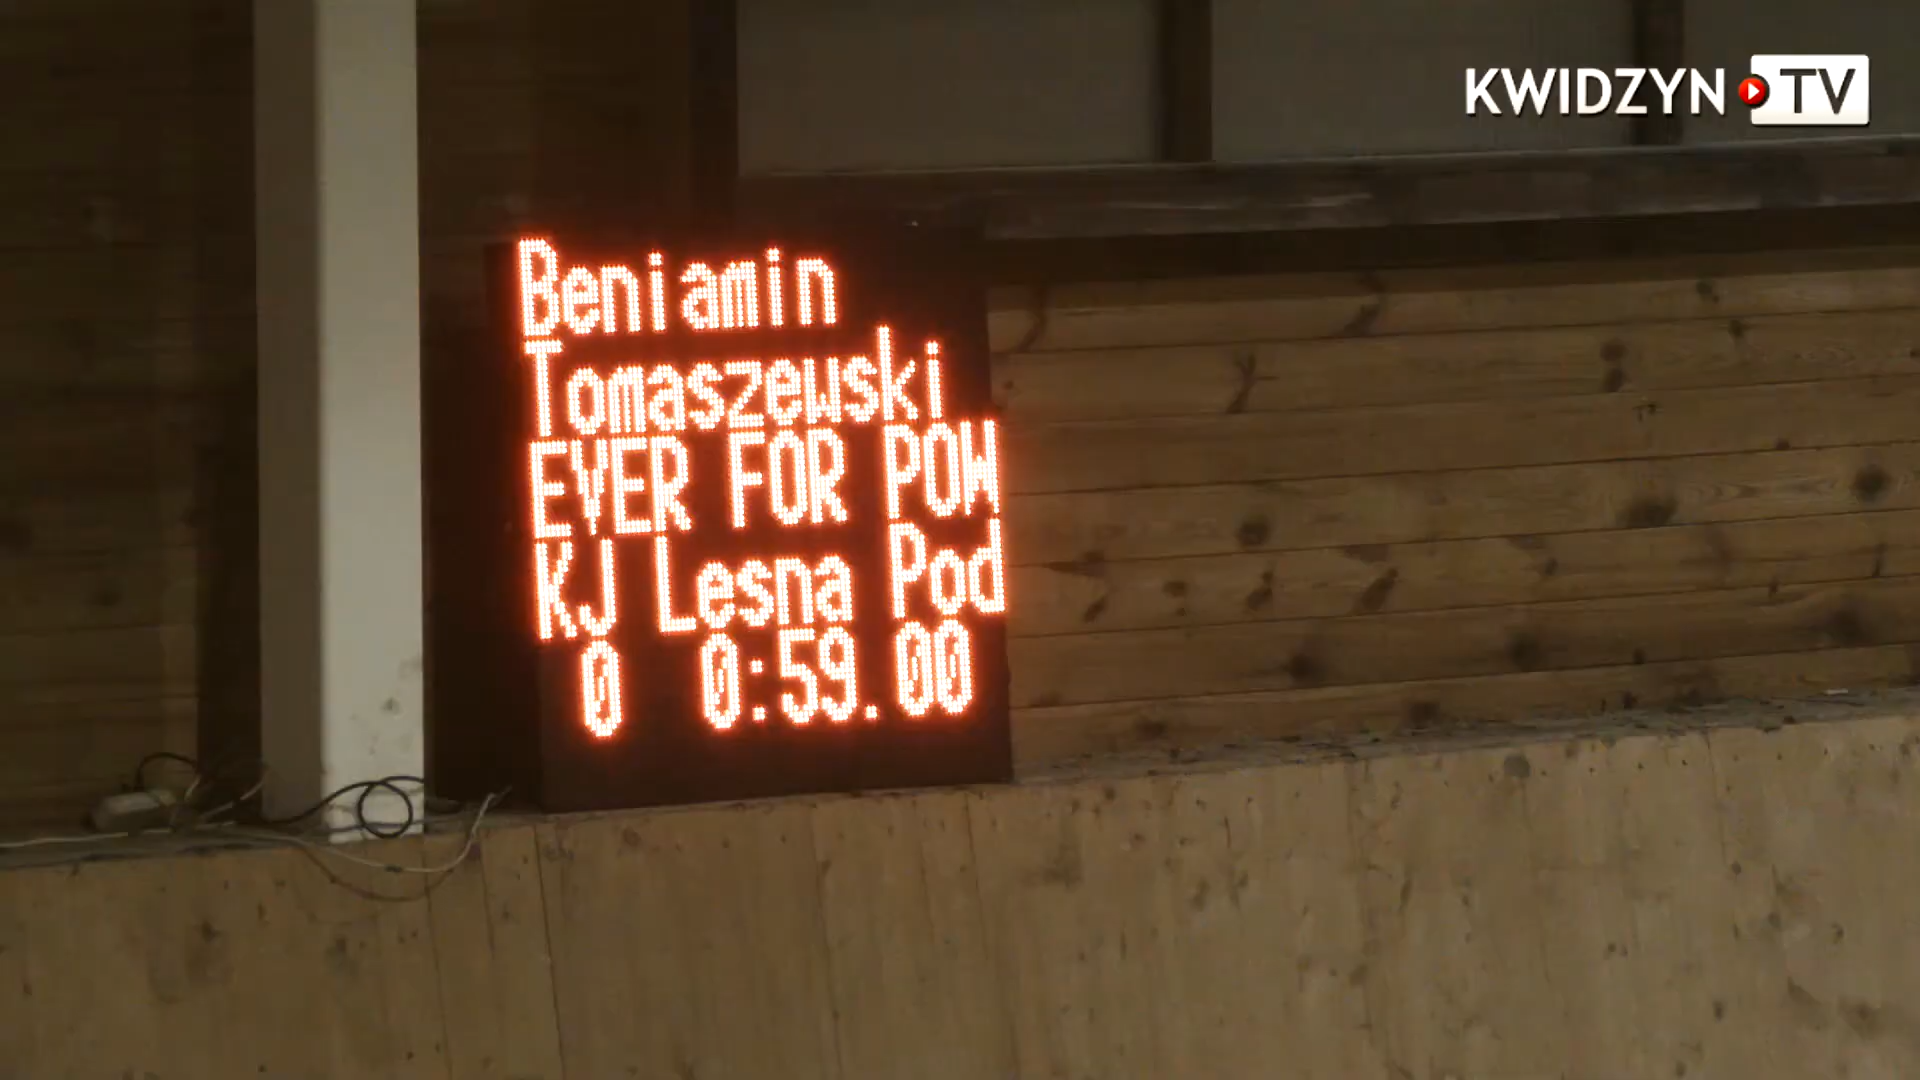 KWIDZYN TV
Beniamin
Tomaszewski
EVER FOR POW
KJ Lesna Pod
0 0:59.00